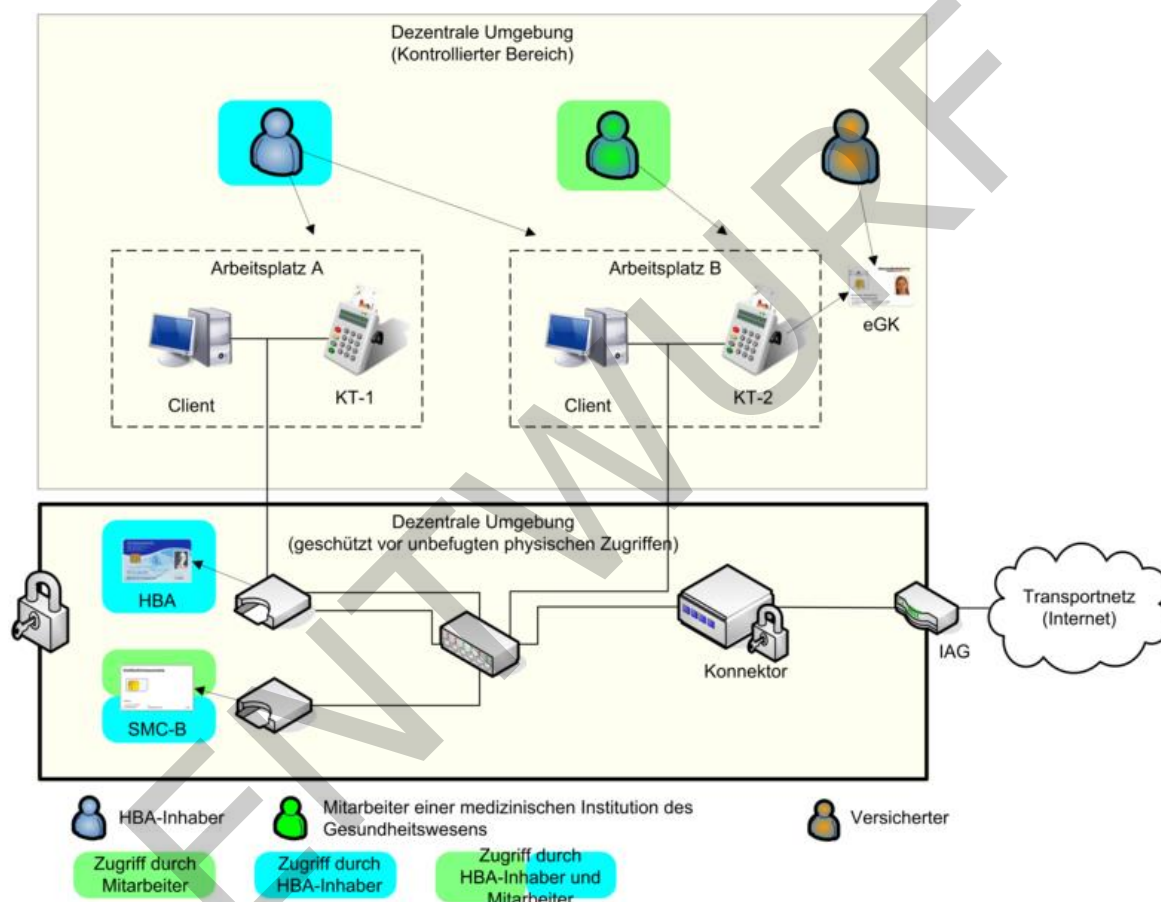 Dezentrale Umgebung
(Kontrollierter Bereich)
Arbeitsplatz A
Client
KT-1
Arbeitsplatz B
Client
KT-2
eGK
Dezentrale Umgebung
(geschützt vor unbefugten physischen Zugriffen)
HBA
SMC-B
Konnektor
IAG
Transportnetz
(Internet)
HBA-Inhaber
Mitarbeiter einer medizinischen Institution des
Gesundheitswesens
Versicherter
Zugriff durch
Mitarbeiter
Zugriff durch
HBA-Inhaber
Zugriff durch
HBA-Inhaber und
Mitarbeiter
ENTWURF